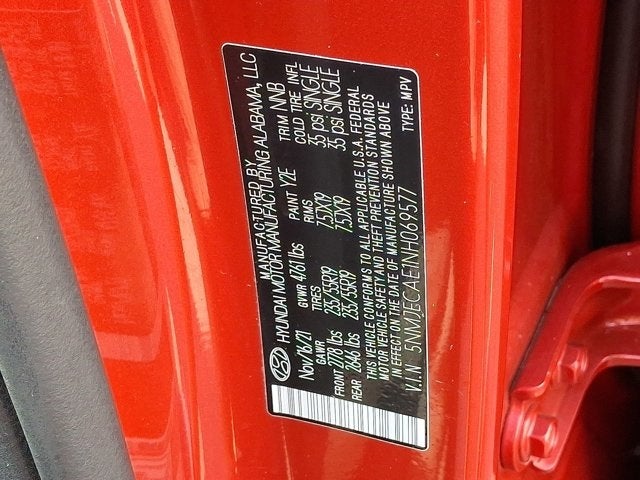 MANUFACTURED BY
HYUNDAI MOTOR MANUFACTURING ALABAMA, LLC
Nov/16/21 GVWR 4761 lbs PAINT Y2E TRIM NNB
GAWR TIRES RIMS COLD TIRE INFL
FRONT 2778 lbs 235/55R19 7.5JX19 35 psi SINGLE
REAR 2646 lbs 235/55R19 7.5JX19 35 psi SINGLE
THIS VEHICLE CONFORMS TO ALL APPLICABLE U.S.A. FEDERAL
MOTOR VEHICLE SAFETY AND THEFT PREVENTION STANDARDS
IN EFFECT ON THE DATE OF MANUFACTURE SHOWN ABOVE
V.I.N 5NMJECAE1NH069577 TYPE: MPV